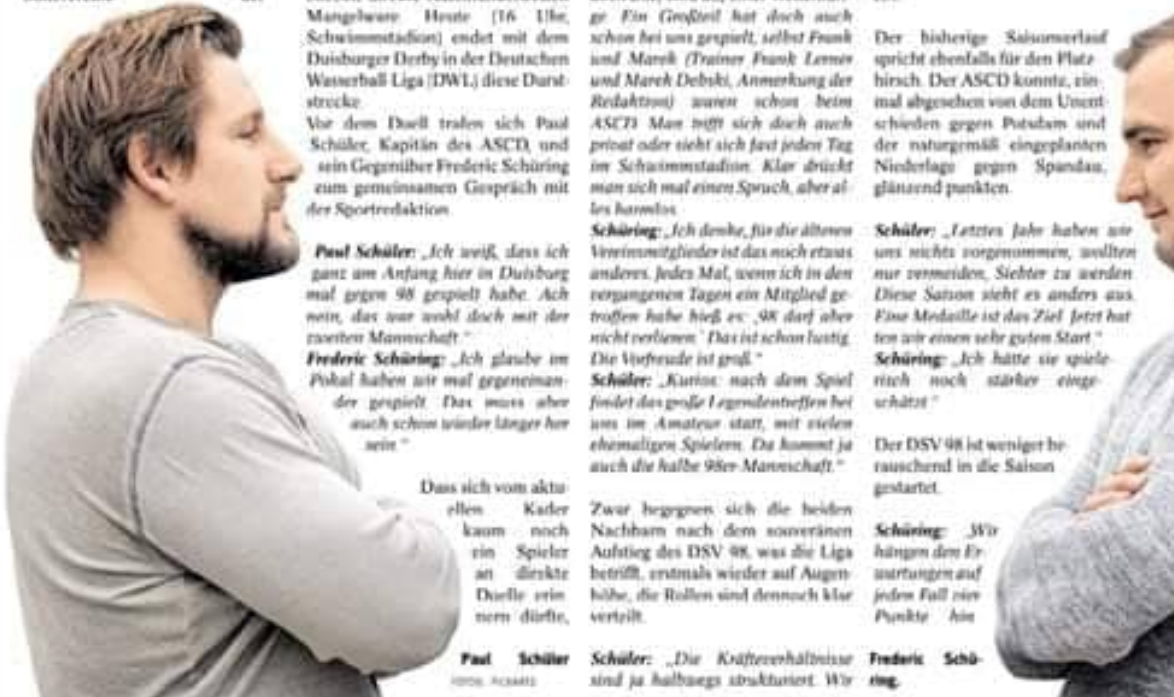 Mangelware Heute (16 Uhr,
Schwimmstadion) endet mit dem
Duisburger Derby in der Deutschen
Wasserball-Liga (DWL) diese Durst-
strecke.
Vor dem Duell trafen sich Paul
Schüler, Kapitän des ASCD, und
sein Gegenüber Frederic Schüring
zum gemeinsamen Gespräch mit
der Sportredaktion.
Paul Schüler: „Ich weiß, dass ich
ganz am Anfang hier in Duisburg
mal gegen 98 gespielt habe. Ach
nein, das war wohl doch mit der
zweiten Mannschaft.“
Frederic Schüring: „Ich glaube im
Pokal haben wir mal gegeneinan-
der gespielt. Das muss aber
auch schon wieder länger her
sein.“
Dass sich vom aktu-
ellen Kader
kaum noch
ein Spieler
an direkte
Duelle erin-
nern dürfte,
Paul Schüler
ge. Ein Großteil hat doch auch
schon bei uns gespielt, selbst Frank
und Marek (Trainer Frank Lerner
und Marek Debski, Anmerkung der
Redaktion) waren schon beim
ASCD. Man trifft sich doch auch
privat oder sieht sich fast jeden Tag
im Schwimmstadion. Klar drückt
man sich mal einen Spruch, aber al-
les harmlos.
Schüring: „Ich denke, für die älteren
Vereinsmitglieder ist das noch etwas
anderes. Jedes Mal, wenn ich in den
vergangenen Tagen ein Mitglied ge-
troffen habe hieß es: ‚98 darf aber
nicht verlieren.‘ Das ist schon lustig.
Die Vorfreude ist groß.“
Schüler: „Kurios: nach dem Spiel
findet das große Legendentreffen bei
uns im Amateur statt, mit vielen
ehemaligen Spielern. Da kommt ja
auch die halbe 98er-Mannschaft.“
Zwar begegnen sich die beiden
Nachbarn nach dem souveränen
Aufstieg des DSV 98, was die Liga
betrifft, erstmals wieder auf Augen-
höhe, die Rollen sind dennoch klar
verteilt.
Schüler: „Die Kräfteverhältnisse
sind ja halbwegs strukturiert. Wir
Der bisherige Saisonverlauf
spricht ebenfalls für den Platz-
hirsch. Der ASCD konnte, ein-
mal abgesehen von dem Unent-
schieden gegen Potsdam und
der naturgemäß eingeplanten
Niederlage gegen Spandau,
glänzend punkten.
Schüler: „Letztes Jahr haben wir
uns nichts vorgenommen, wollten
nur vermeiden, Siebter zu werden.
Diese Saison sieht es anders aus.
Eine Medaille ist das Ziel. Jetzt hat-
ten wir einen sehr guten Start.“
Schüring: „Ich hätte sie spiele-
risch noch stärker einge-
schätzt.“
Der DSV 98 ist weniger be-
rauschend in die Saison
gestartet.
Schüring: „Wir
hängen den Er-
wartungen auf
jeden Fall vier
Punkte hin-
Frederic Schü-
ring.